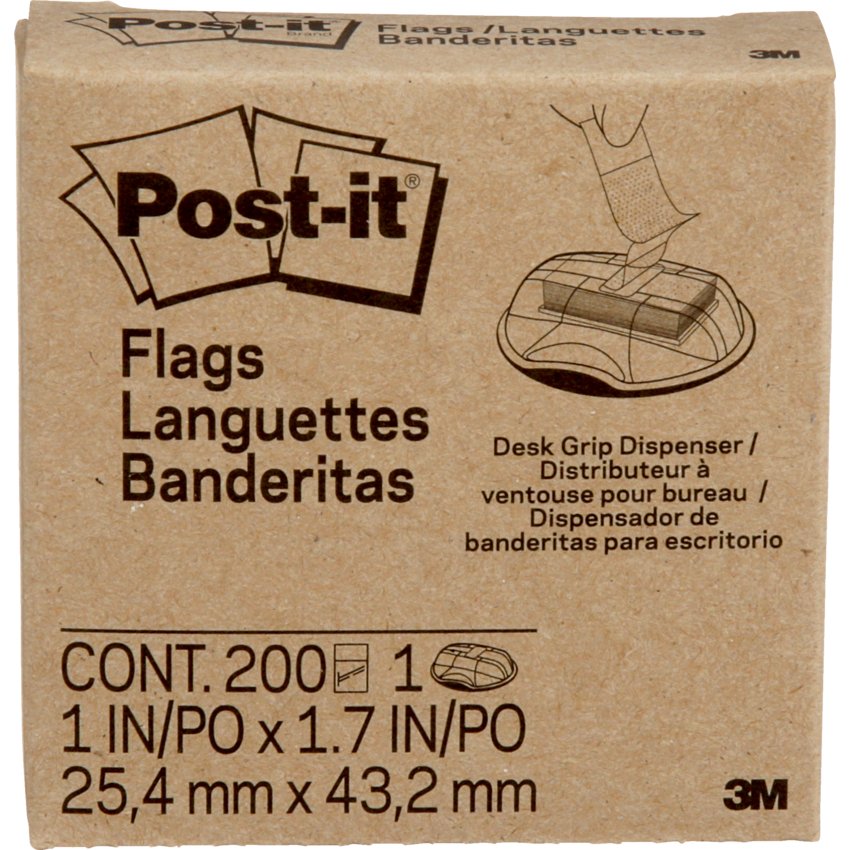 Post-it
Brand
Flags / Languettes
Banderitas
3M
Post-it®
Flags
Languettes
Banderitas
Desk Grip Dispenser /
Distributeur à
ventouse pour bureau /
Dispensador de
banderitas para escritorio
CONT. 200 1
1 IN/PO x 1.7 IN/PO
25,4 mm x 43,2 mm
3M